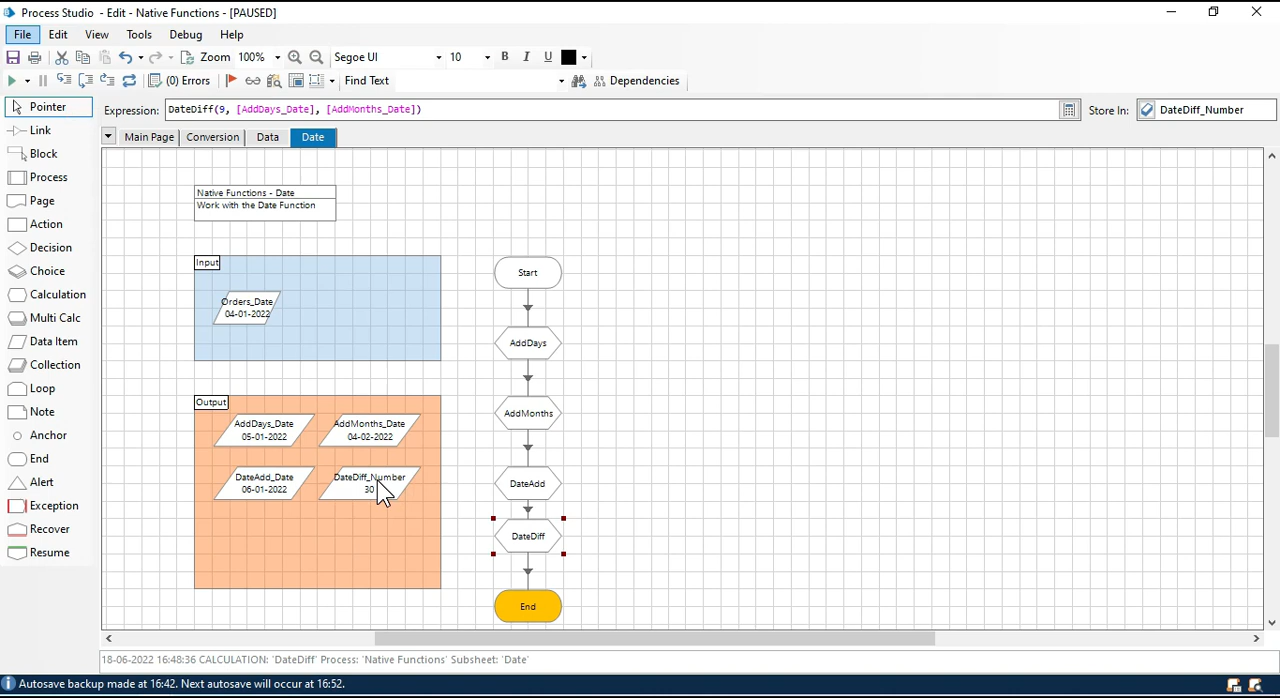 Process Studio - Edit - Native Functions - [PAUSED]
File Edit View Tools Debug Help
Zoom 100% Segoe UI 10 B I U
(0) Errors Find Text Dependencies
Pointer
Link
Block
Process
Page
Action
Decision
Choice
Calculation
Multi Calc
Data Item
Collection
Loop
Note
Anchor
End
Alert
Exception
Recover
Resume
Expression: DateDiff(9, [AddDays_Date], [AddMonths_Date]) Store In: DateDiff_Number
Main Page Conversion Data Date
Native Functions - Date
Work with the Date Function
Input
Orders_Date
04-01-2022
Output
AddDays_Date
05-01-2022
AddMonths_Date
04-02-2022
DateAdd_Date
06-01-2022
DateDiff_Number
30
Start
AddDays
AddMonths
DateAdd
DateDiff
End
18-06-2022 16:48:36 CALCULATION: 'DateDiff' Process: 'Native Functions' Subsheet: 'Date'
Autosave backup made at 16:42. Next autosave will occur at 16:52.